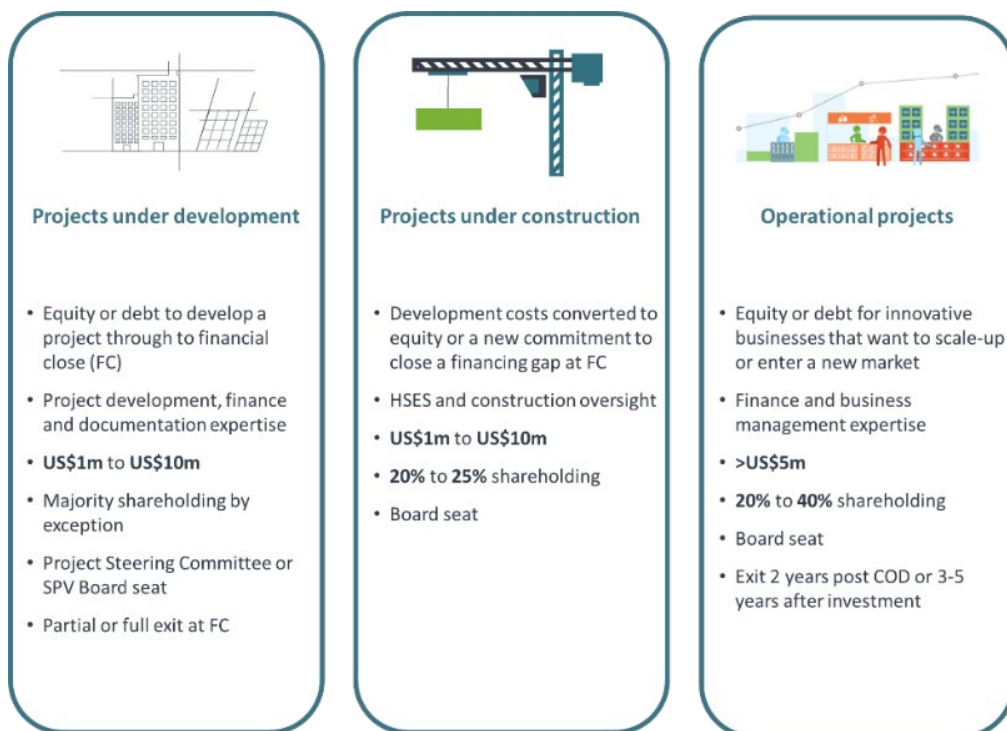 Projects under development
• Equity or debt to develop a
project through to financial
close (FC)
• Project development, finance
and documentation expertise
• US$1m to US$10m
• Majority shareholding by
exception
• Project Steering Committee or
SPV Board seat
• Partial or full exit at FC
Projects under construction
• Development costs converted to
equity or a new commitment to
close a financing gap at FC
• HSES and construction oversight
• US$1m to US$10m
• 20% to 25% shareholding
• Board seat
Operational projects
• Equity or debt for innovative
businesses that want to scale-up
or enter a new market
• Finance and business
management expertise
• >US$5m
• 20% to 40% shareholding
• Board seat
• Exit 2 years post COD or 3-5
years after investment